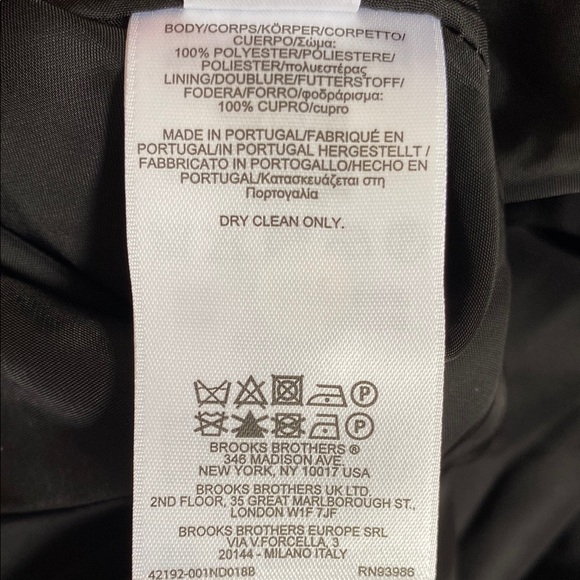 BODY/CORPS/KÖRPER/CORPETTO/
CUERPO/Σώμα:
100% POLYESTER/POLIESTERE/
POLIESTER/πολυεστέρας
LINING/DOUBLURE/FUTTERSTOFF/
FODERA/FORRO/φοδράρισμα:
100% CUPRO/cupro
MADE IN PORTUGAL/FABRIQUÉ EN
PORTUGAL/IN PORTUGAL HERGESTELLT /
FABBRICATO IN PORTOGALLO/HECHO EN
PORTUGAL/Κατασκευάζεται στη
Πορτογαλία
DRY CLEAN ONLY.
P
P
BROOKS BROTHERS ®
346 MADISON AVE.
NEW YORK, NY 10017 USA
BROOKS BROTHERS UK LTD.
2ND FLOOR, 35 GREAT MARLBOROUGH ST.,
LONDON W1F 7JF
BROOKS BROTHERS EUROPE SRL
VIA V.FORCELLA, 3
20144 - MILANO ITALY
42192-001ND018B RN93986